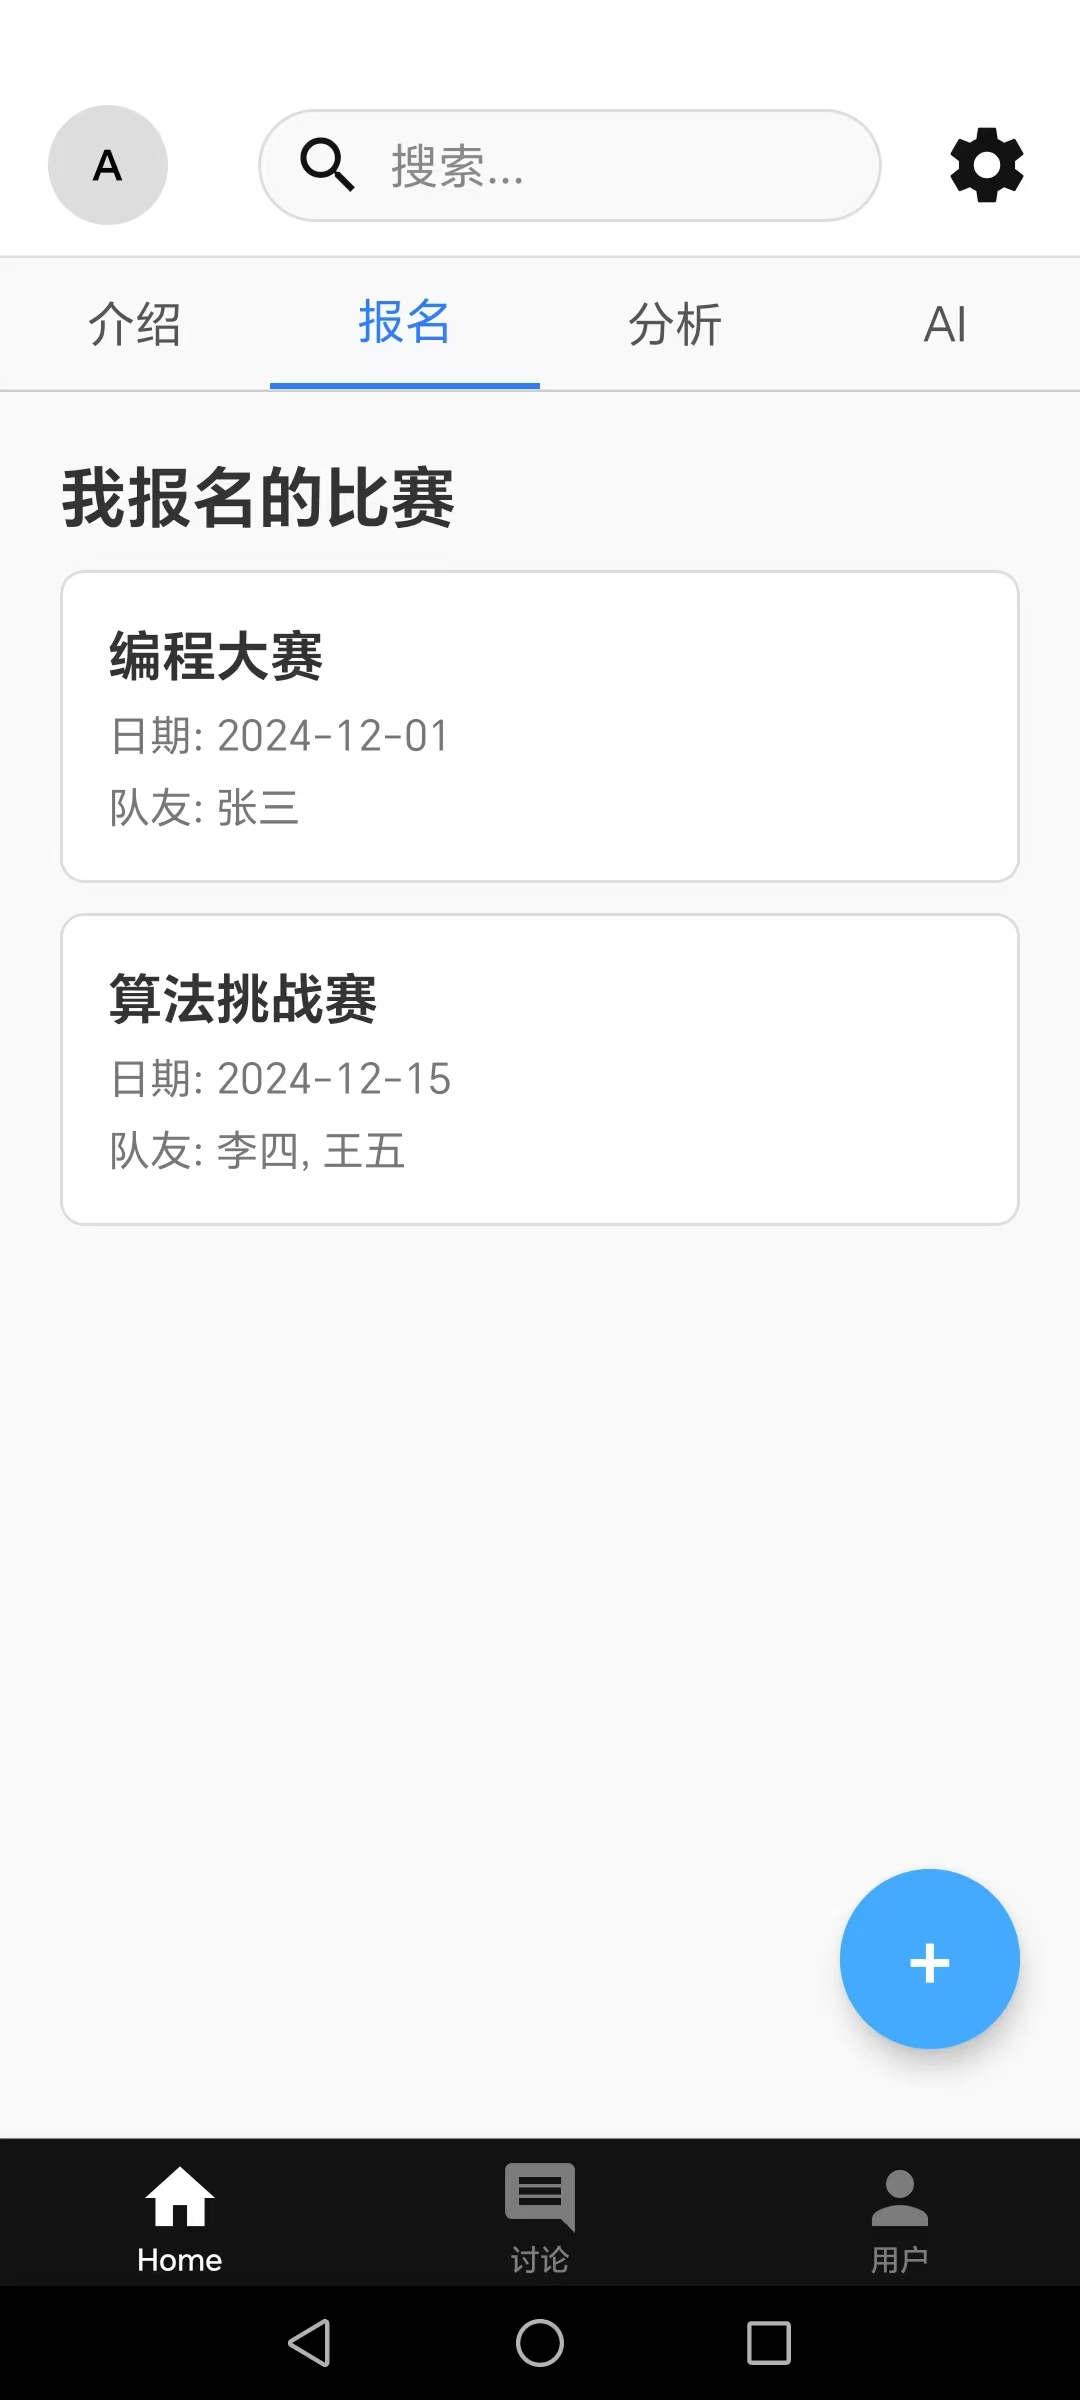 A
搜索...
介绍
报名
分析
AI
我报名的比赛
编程大赛
日期: 2024-12-01
队友: 张三
算法挑战赛
日期: 2024-12-15
队友: 李四, 王五
+
Home
讨论
用户